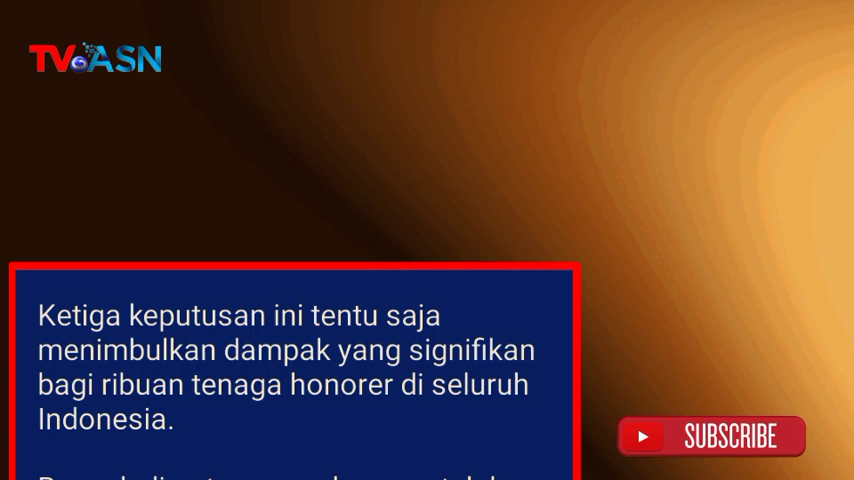 TV ASN
Ketiga keputusan ini tentu saja
menimbulkan dampak yang signifikan
bagi ribuan tenaga honorer di seluruh
Indonesia.
SUBSCRIBE